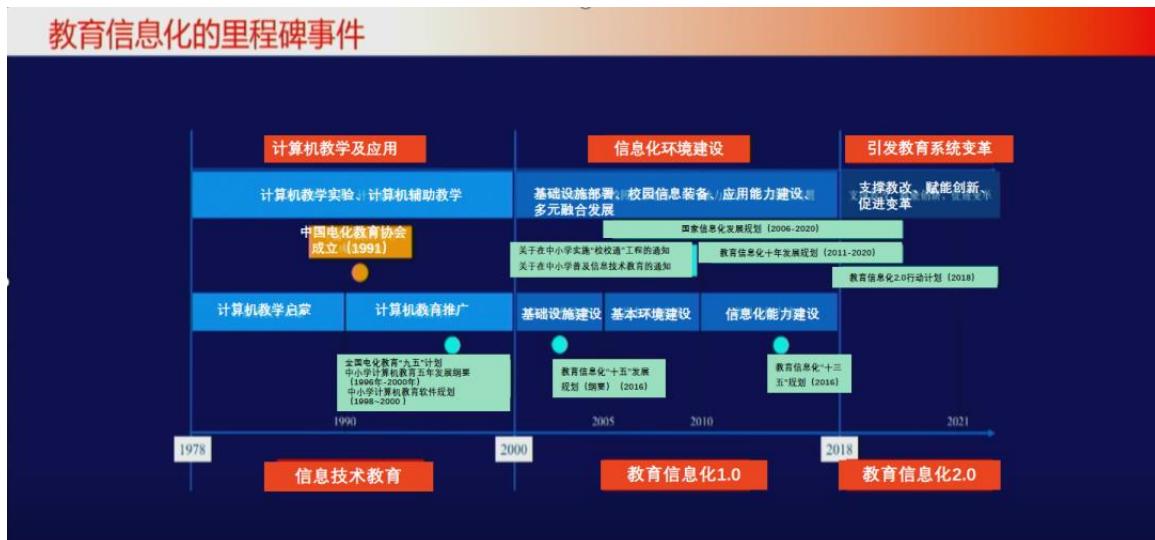 教育信息化的里程碑事件
计算机教学及应用
信息化环境建设
引发教育系统变革
计算机教学实验、计算机辅助教学
基础设施部署、校园信息装备、应用能力建设、
多元融合发展
支撑教改、赋能创新、
促进变革
中国电化教育协会
成立（1991）
国家信息化发展规划（2006-2020）
关于在中小学实施“校校通”工程的通知
关于在中小学普及信息技术教育的通知
教育信息化十年发展规划（2011-2020）
教育信息化2.0行动计划（2018）
计算机教学启蒙
计算机教育推广
基础设施建设
基本环境建设
信息化能力建设
全国电化教育“九五”计划
中小学计算机教育五年发展纲要
（1996年-2000年）
中小学计算机教育软件规划
（1998~2000 ）
教育信息化“十五”发展
规划（纲要）（2016）
教育信息化“十三
五”规划（2016）
1990
2005
2010
2021
1978
2000
2018
信息技术教育
教育信息化1.0
教育信息化2.0